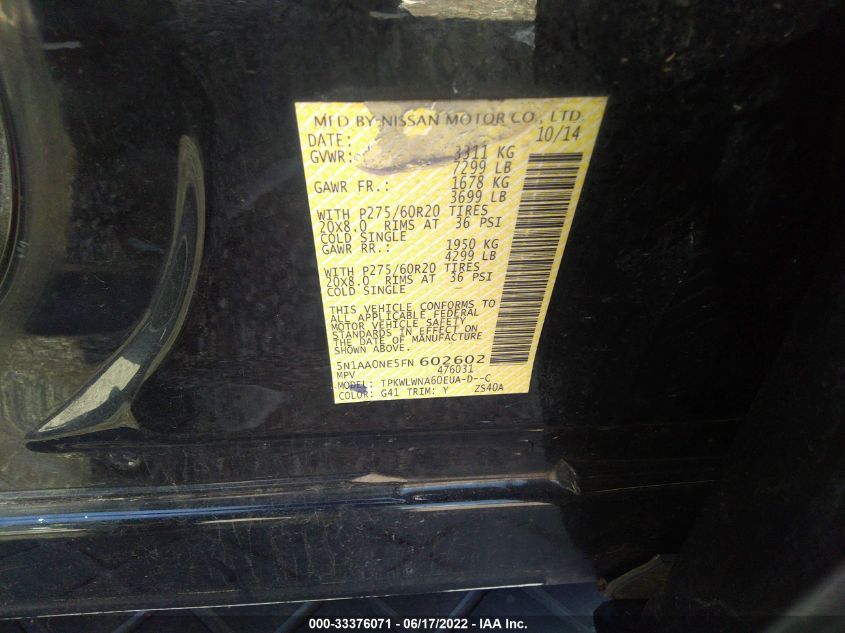 MFD BY NISSAN MOTOR CO., LTD.
DATE: 10/14
GVWR: 3311 KG
7299 LB
GAWR FR.: 1678 KG
3699 LB
WITH P275/60R20 TIRES
20X8.0 RIMS AT 36 PSI
COLD SINGLE
GAWR RR.: 1950 KG
4299 LB
WITH P275/60R20 TIRES
20X8.0 RIMS AT 36 PSI
COLD SINGLE
THIS VEHICLE CONFORMS TO
ALL APPLICABLE FEDERAL
MOTOR VEHICLE SAFETY
STANDARDS IN EFFECT ON
THE DATE OF MANUFACTURE
SHOWN ABOVE.
5N1AA0NE5FN 602602
MPV 476031
MODEL: TPKWLWNA60EUA-D--C
COLOR: G41 TRIM: Y ZS40A
000-33376071 - 06/17/2022 - IAA Inc.